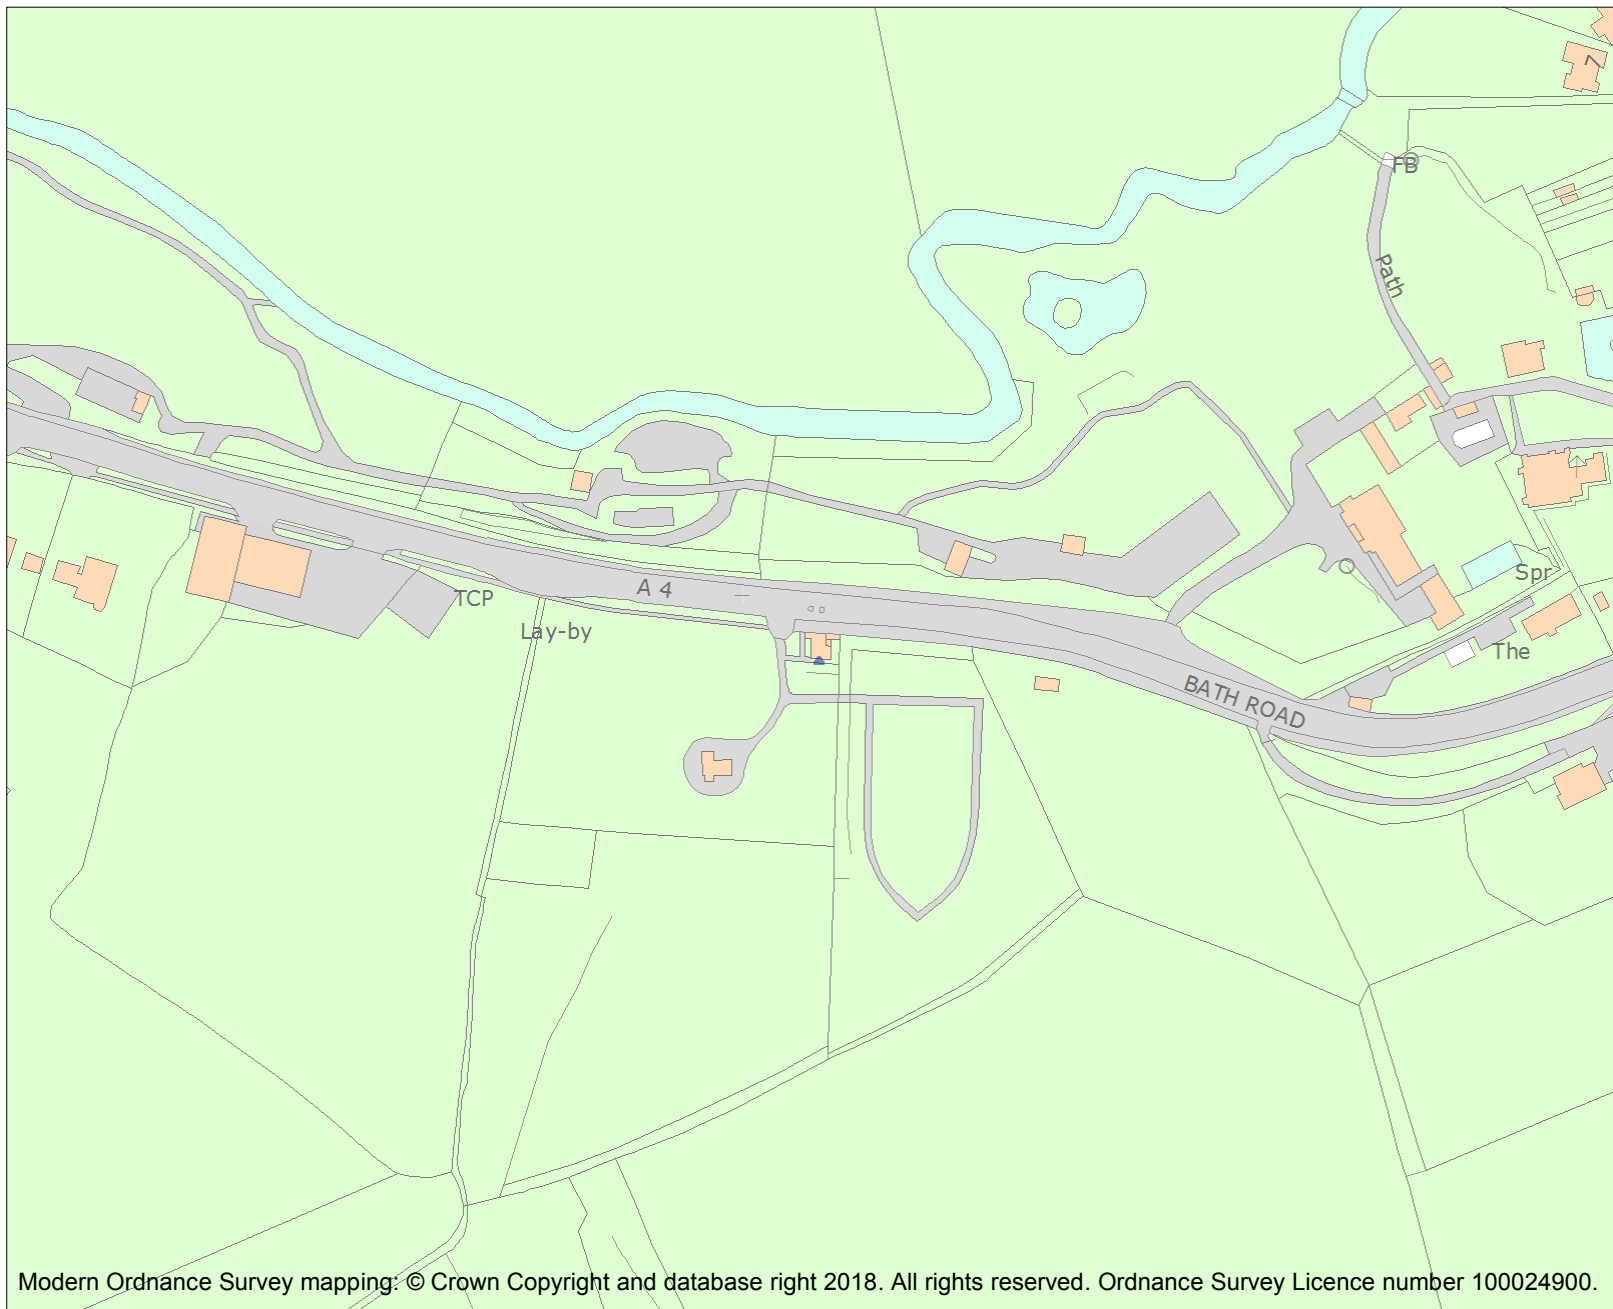 7
FB
Path
A 4
TCP
Lay-by
Spr
The
BATH ROAD
Modern Ordnance Survey mapping: © Crown Copyright and database right 2018. All rights reserved. Ordnance Survey Licence number 100024900.